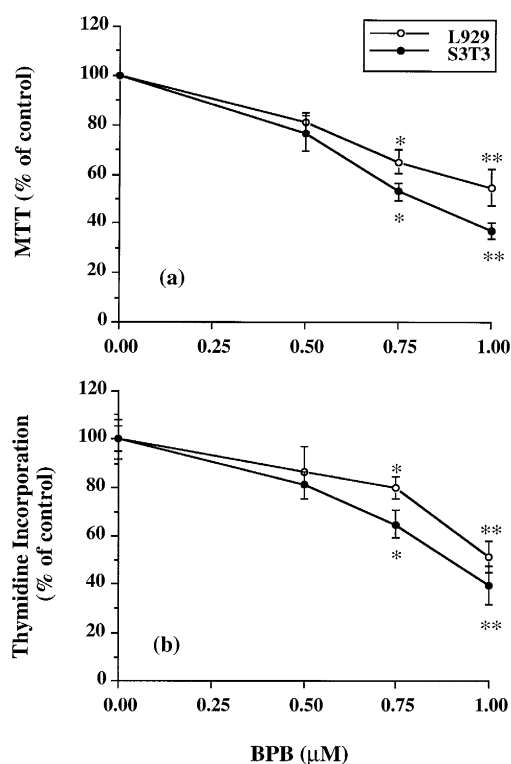 120
L929
S3T3
100
80
*
**
60
MTT (% of control)
40
*
**
20
(a)
0
0.00 0.25 0.50 0.75 1.00
120
100
80
*
Thymidine Incorporation
(% of control)
60
**
*
40
**
20
(b)
0
0.00 0.25 0.50 0.75 1.00
BPB (μM)